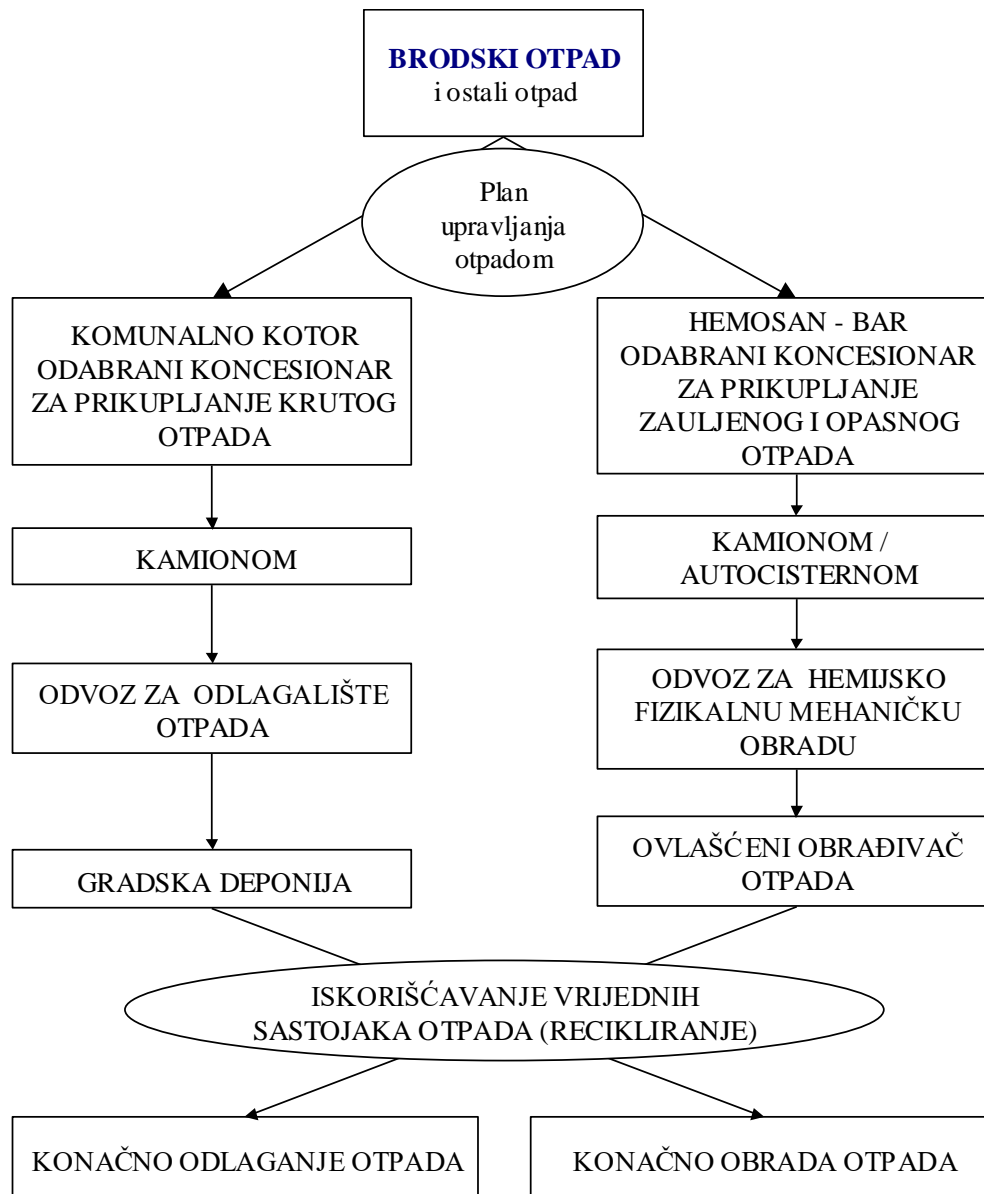 BRODSKI OTPAD
i ostali otpad
Plan
upravljanja
otpadom
KOMUNALNO KOTOR
ODABRANI KONCESIONAR
ZA PRIKUPLJANJE KRUTOG
OTPADA
HEMOSAN - BAR
ODABRANI KONCESIONAR
ZA PRIKUPLJANJE
ZAULJENOG I OPASNOG
OTPADA
KAMIONOM
KAMIONOM /
AUTOCISTERNOM
ODVOZ ZA ODLAGALIŠTE
OTPADA
ODVOZ ZA HEMIJSKO
FIZIKALNU MEHANIČKU
OBRADU
GRADSKA DEPONIJA
OVLAŠĆENI OBRAĐIVAČ
OTPADA
ISKORIŠĆAVANJE VRIJEDNIH
SASTOJAKA OTPADA (RECIKLIRANJE)
KONAČNO ODLAGANJE OTPADA
KONAČNO OBRADA OTPADA